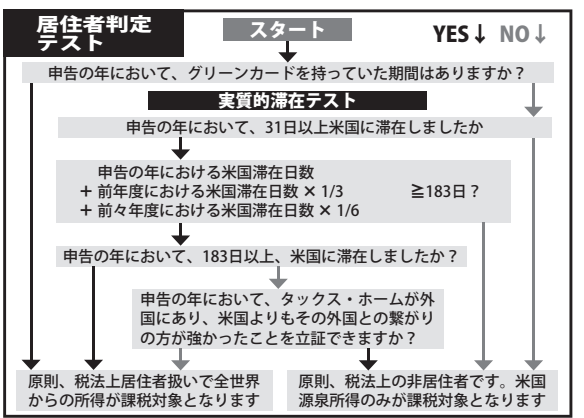 居住者判定
テスト
スタート
YES↓ NO↓
申告の年において、グリーンカードを持っていた期間はありますか？
実質的滞在テスト
申告の年において、31日以上米国に滞在しましたか
申告の年における米国滞在日数
＋ 前年度における米国滞在日数 × 1/3 ≧183日？
＋ 前々年度における米国滞在日数 × 1/6
申告の年において、183日以上、米国に滞在しましたか？
申告の年において、タックス・ホームが外
国にあり、米国よりもその外国との繋がり
の方が強かったことを立証できますか？
原則、税法上居住者扱いで全世界
からの所得が課税対象となります
原則、税法上の非居住者です。米国
源泉所得のみが課税対象となります